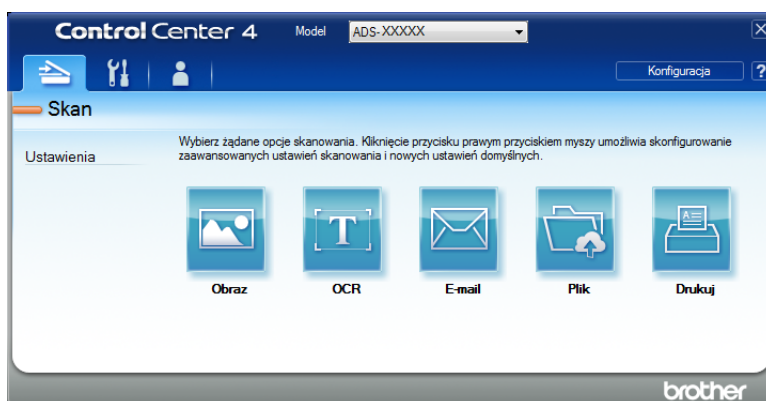 ControlCenter 4
Model
ADS-XXXXX
Konfiguracja
?
Skan
Ustawienia
Wybierz żądane opcje skanowania. Kliknięcie przycisku prawym przyciskiem myszy umożliwia skonfigurowanie
zaawansowanych ustawień skanowania i nowych ustawień domyślnych.
T
Obraz
OCR
E-mail
Plik
Drukuj
brother